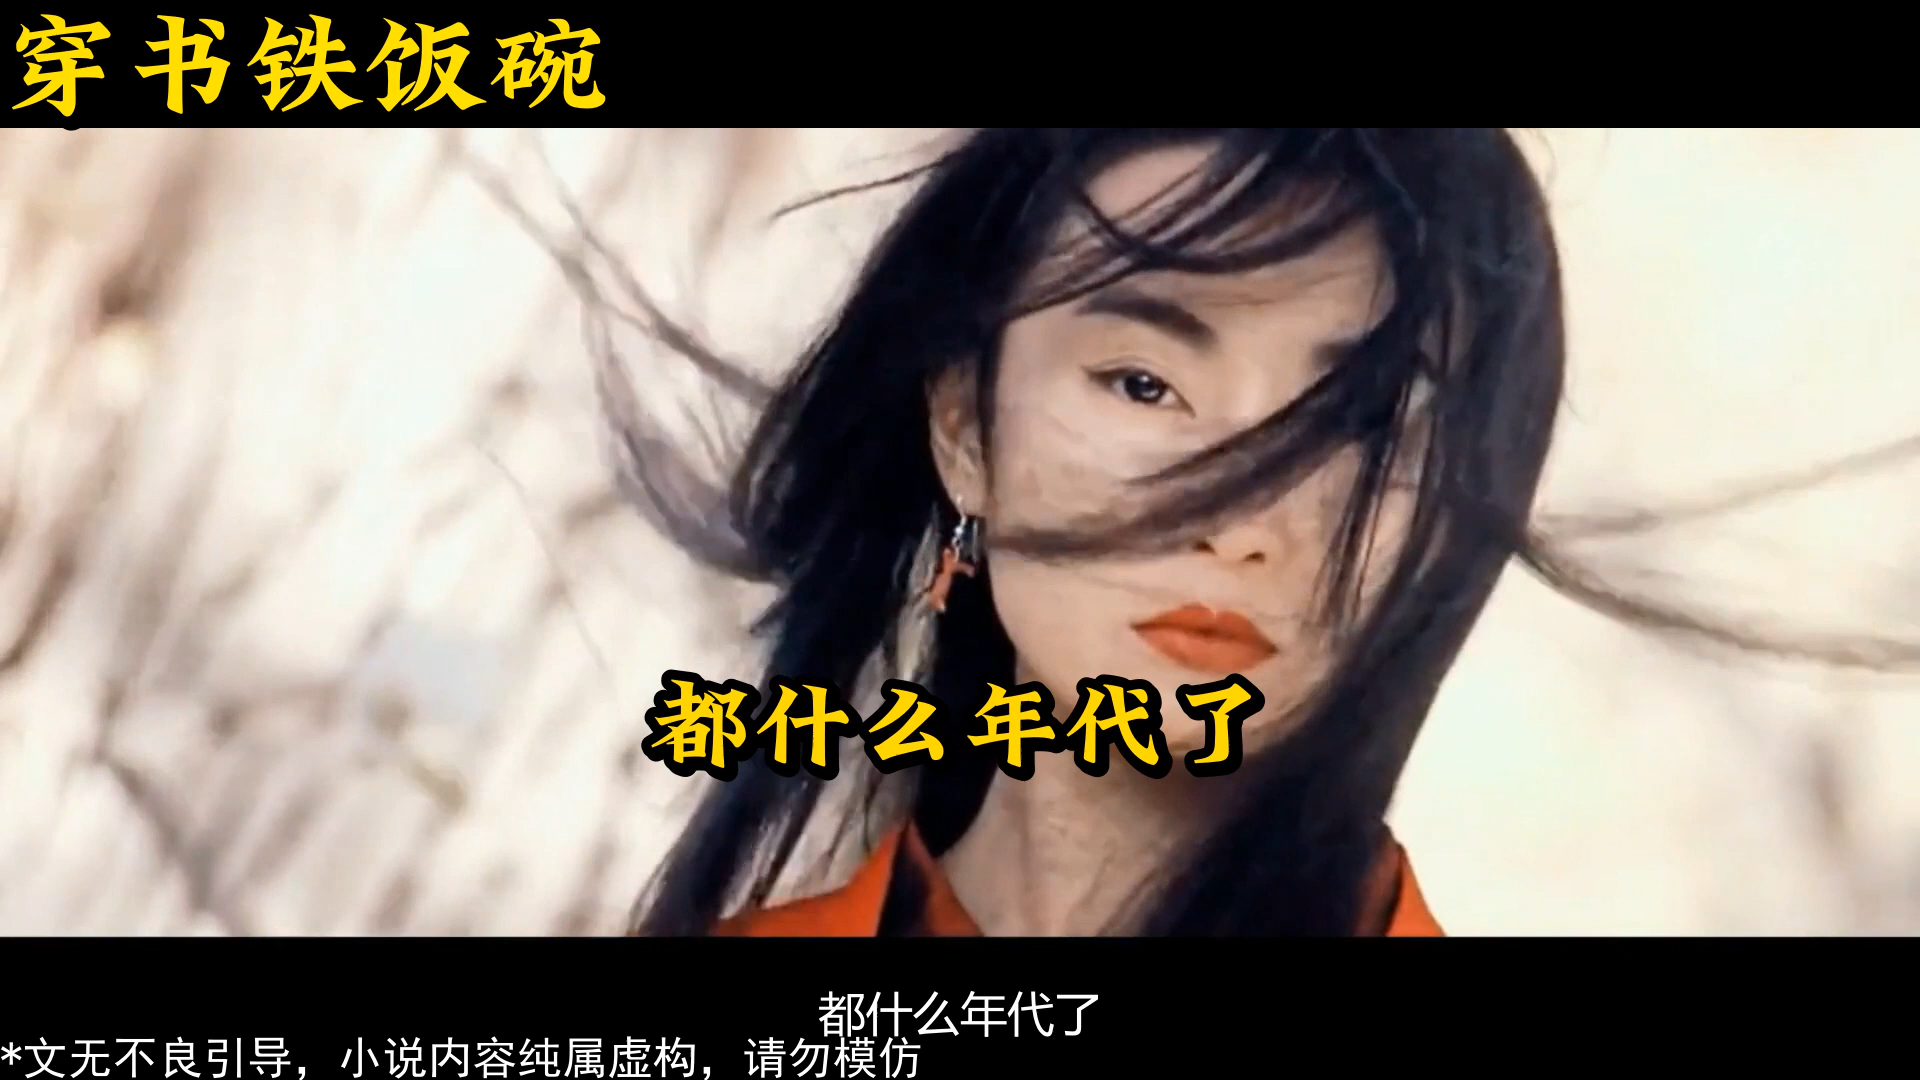 穿书铁饭碗
都什么年代了
都什么年代了
*文无不良引导，小说内容纯属虚构，请勿模仿